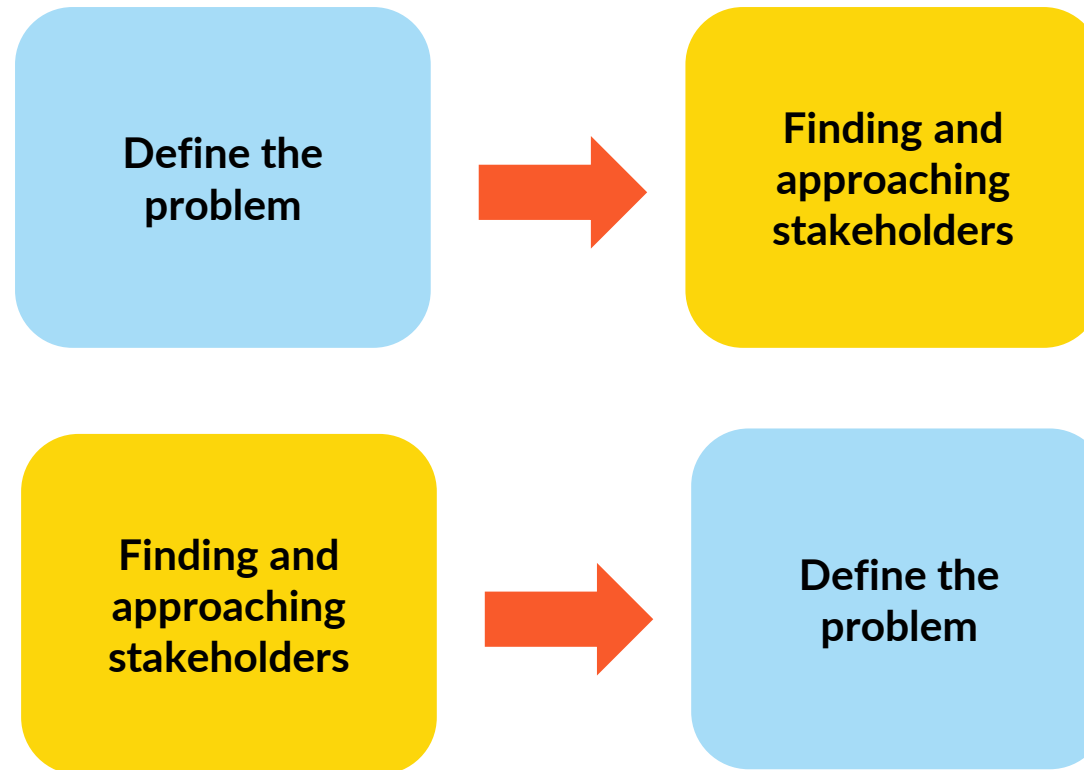 Define the
problem
Finding and
approaching
stakeholders
Finding and
approaching
stakeholders
Define the
problem